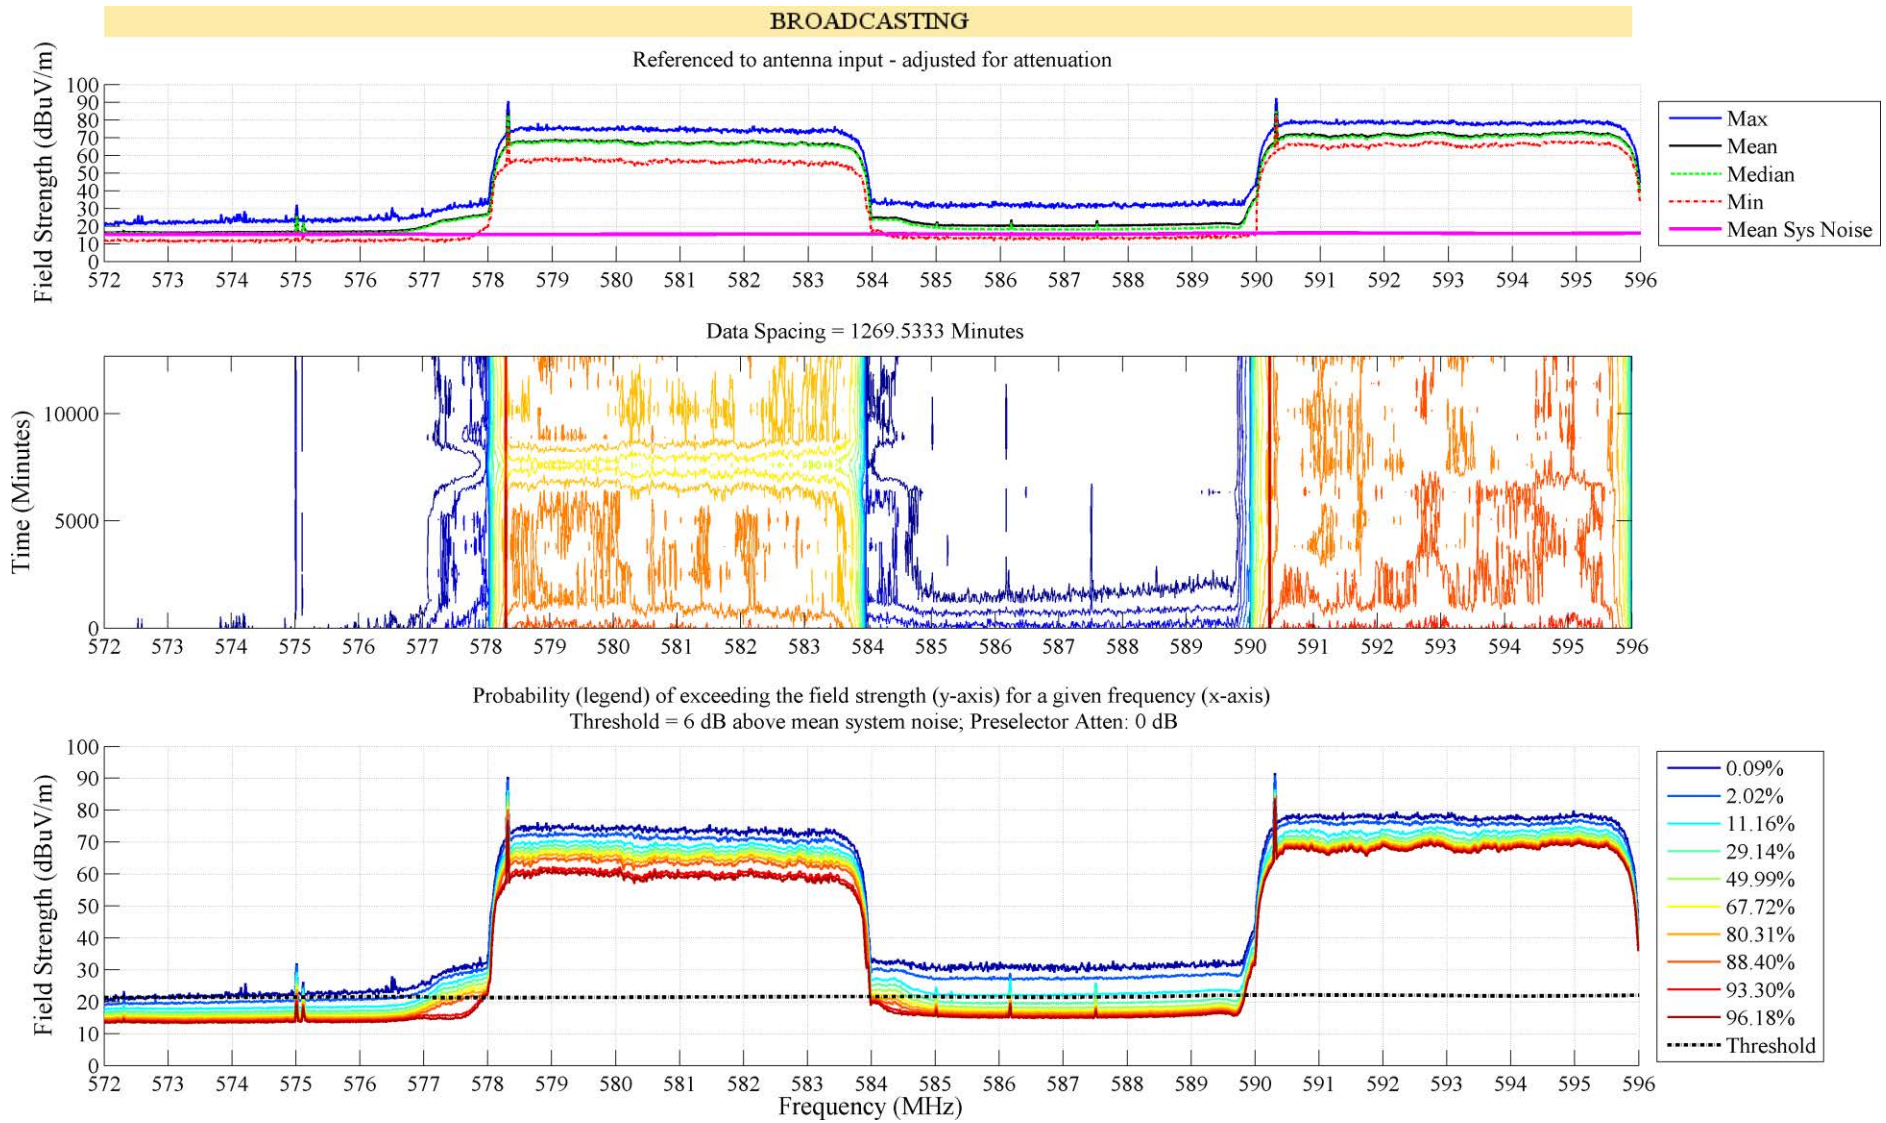 BROADCASTING
Referenced to antenna input - adjusted for attenuation
Field Strength (dBuV/m)
100
90
80
70
60
50
40
30
20
10
0
572 573 574 575 576 577 578 579 580 581 582 583 584 585 586 587 588 589 590 591 592 593 594 595 596
Max
Mean
Median
Min
Mean Sys Noise
Data Spacing = 1269.5333 Minutes
Time (Minutes)
10000
5000
0
572 573 574 575 576 577 578 579 580 581 582 583 584 585 586 587 588 589 590 591 592 593 594 595 596
Probability (legend) of exceeding the field strength (y-axis) for a given frequency (x-axis)
Threshold = 6 dB above mean system noise; Preselector Atten: 0 dB
Field Strength (dBuV/m)
100
90
80
70
60
50
40
30
20
10
0
572 573 574 575 576 577 578 579 580 581 582 583 584 585 586 587 588 589 590 591 592 593 594 595 596
Frequency (MHz)
0.09%
2.02%
11.16%
29.14%
49.99%
67.72%
80.31%
88.40%
93.30%
96.18%
Threshold